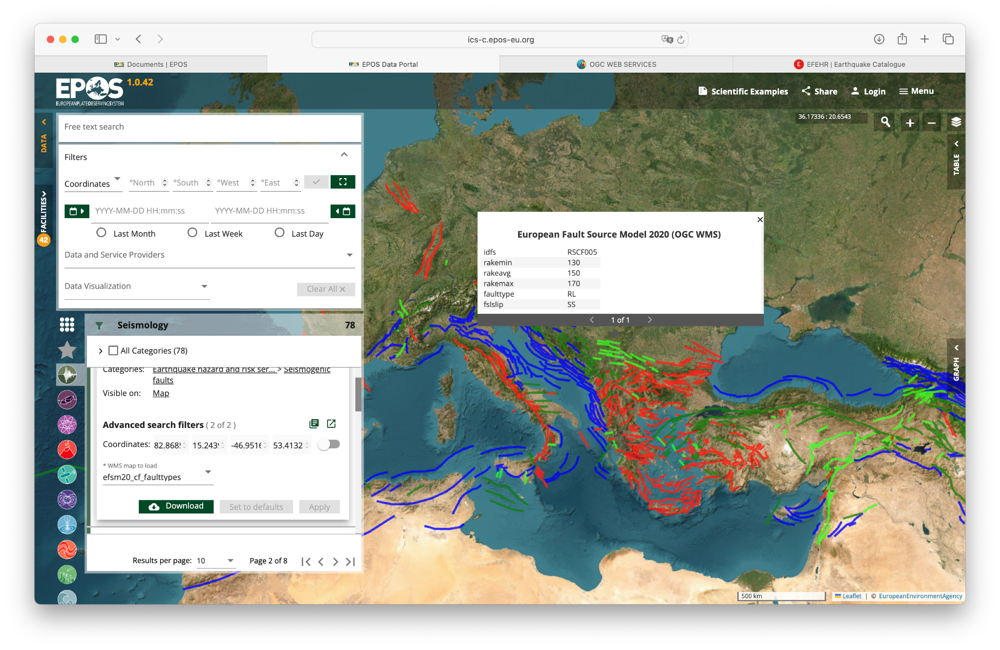 ics-c.epos-eu.org
Documents | EPOS
EPOS Data Portal
OGC WEB SERVICES
E EFEHR | Earthquake Catalogue
EPOS 1.0.42
EUROPEANPLATEOBSERVINGSYSTEM
Scientific Examples
Share
Login
Menu
DATA
FACILITIES
42
Free text search
Filters
Coordinates °North °South °West °East
YYYY-MM-DD HH:mm:ss YYYY-MM-DD HH:mm:ss
Last Month Last Week Last Day
Data and Service Providers
Data Visualization
Clear All ×
Seismology 78
All Categories (78)
Categories: Earthquake hazard and risk ser... > Seismogenic
faults
Visible on: Map
Advanced search filters ( 2 of 2 )
Coordinates: 82.868 15.243 -46.951 53.4132
* WMS map to load
efsm20_cf_faulttypes
Download Set to defaults Apply
Results per page: 10 Page 2 of 8
36.17336 : 20.6543
TABLE
GRAPH
European Fault Source Model 2020 (OGC WMS)
idfs RSCF005
rakemin 130
rakeavg 150
rakemax 170
faulttype RL
fslslip SS
1 of 1
500 km
Leaflet | © EuropeanEnvironmentAgency